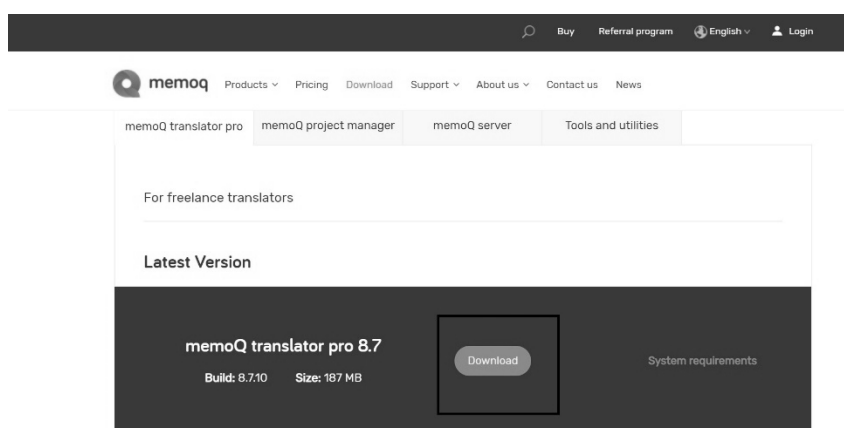 Buy Referral program English Login
memoQ Products Pricing Download Support About us Contact us News
memoQ translator pro memoQ project manager memoQ server Tools and utilities
For freelance translators
Latest Version
memoQ translator pro 8.7
Download
System requirements
Build: 8.7.10 Size: 187 MB